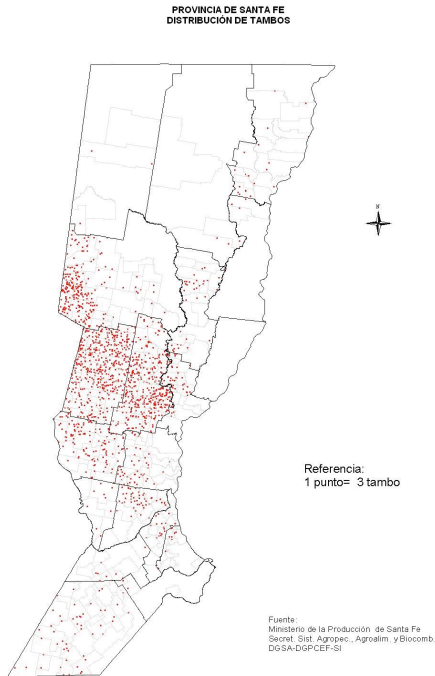 PROVINCIA DE SANTA FE
DISTRIBUCIÓN DE TAMBOS
N
Referencia:
1 punto= 3 tambo
Fuente:
Ministerio de la Producción de Santa Fe
Secret. Sist. Agropec., Agroalim. y Biocomb.
DGSA-DGPCEF-SI